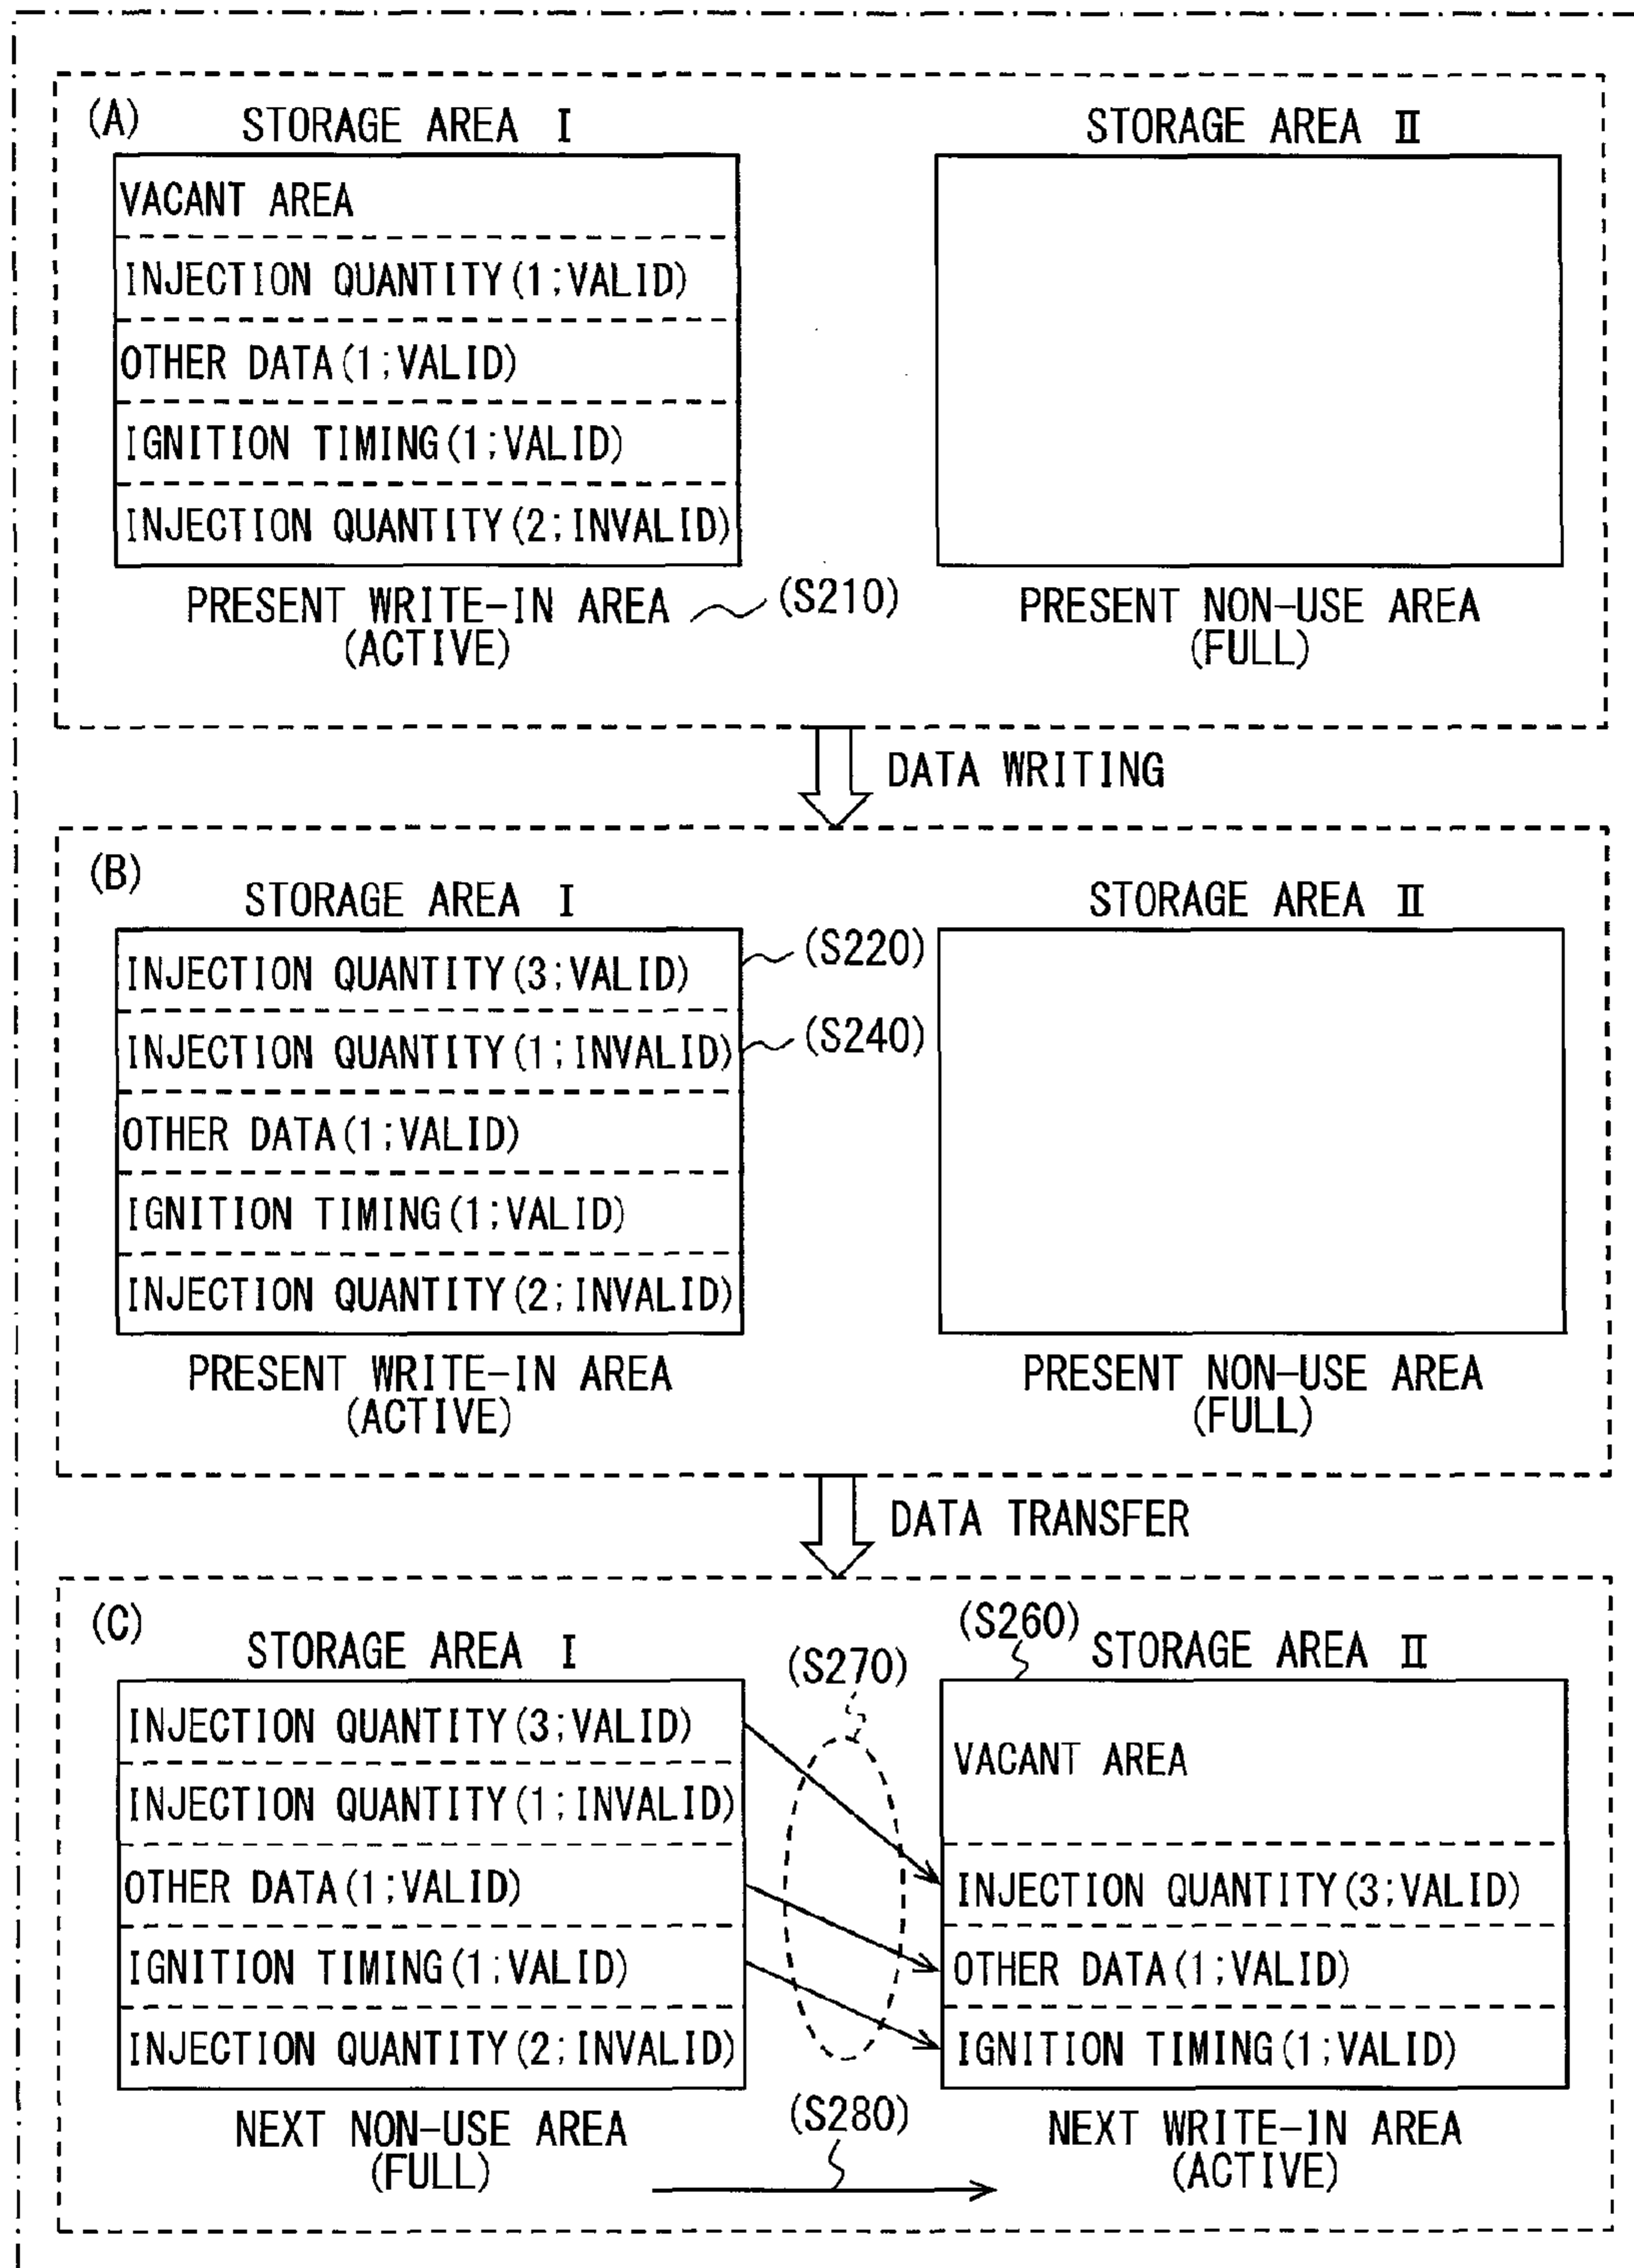 (A)
STORAGE AREA I
STORAGE AREA II
VACANT AREA
INJECTION QUANTITY(1;VALID)
OTHER DATA(1;VALID)
IGNITION TIMING(1;VALID)
INJECTION QUANTITY(2;INVALID)
PRESENT WRITE-IN AREA
(ACTIVE)
(S210)
PRESENT NON-USE AREA
(FULL)
DATA WRITING
(B)
STORAGE AREA I
STORAGE AREA II
INJECTION QUANTITY(3;VALID)
(S220)
INJECTION QUANTITY(1;INVALID)
(S240)
OTHER DATA(1;VALID)
IGNITION TIMING(1;VALID)
INJECTION QUANTITY(2;INVALID)
PRESENT WRITE-IN AREA
(ACTIVE)
PRESENT NON-USE AREA
(FULL)
DATA TRANSFER
(C)
STORAGE AREA I
(S270)
(S260)
STORAGE AREA II
INJECTION QUANTITY(3;VALID)
INJECTION QUANTITY(1;INVALID)
OTHER DATA(1;VALID)
IGNITION TIMING(1;VALID)
INJECTION QUANTITY(2;INVALID)
VACANT AREA
INJECTION QUANTITY(3;VALID)
OTHER DATA(1;VALID)
IGNITION TIMING(1;VALID)
NEXT NON-USE AREA
(FULL)
(S280)
NEXT WRITE-IN AREA
(ACTIVE)